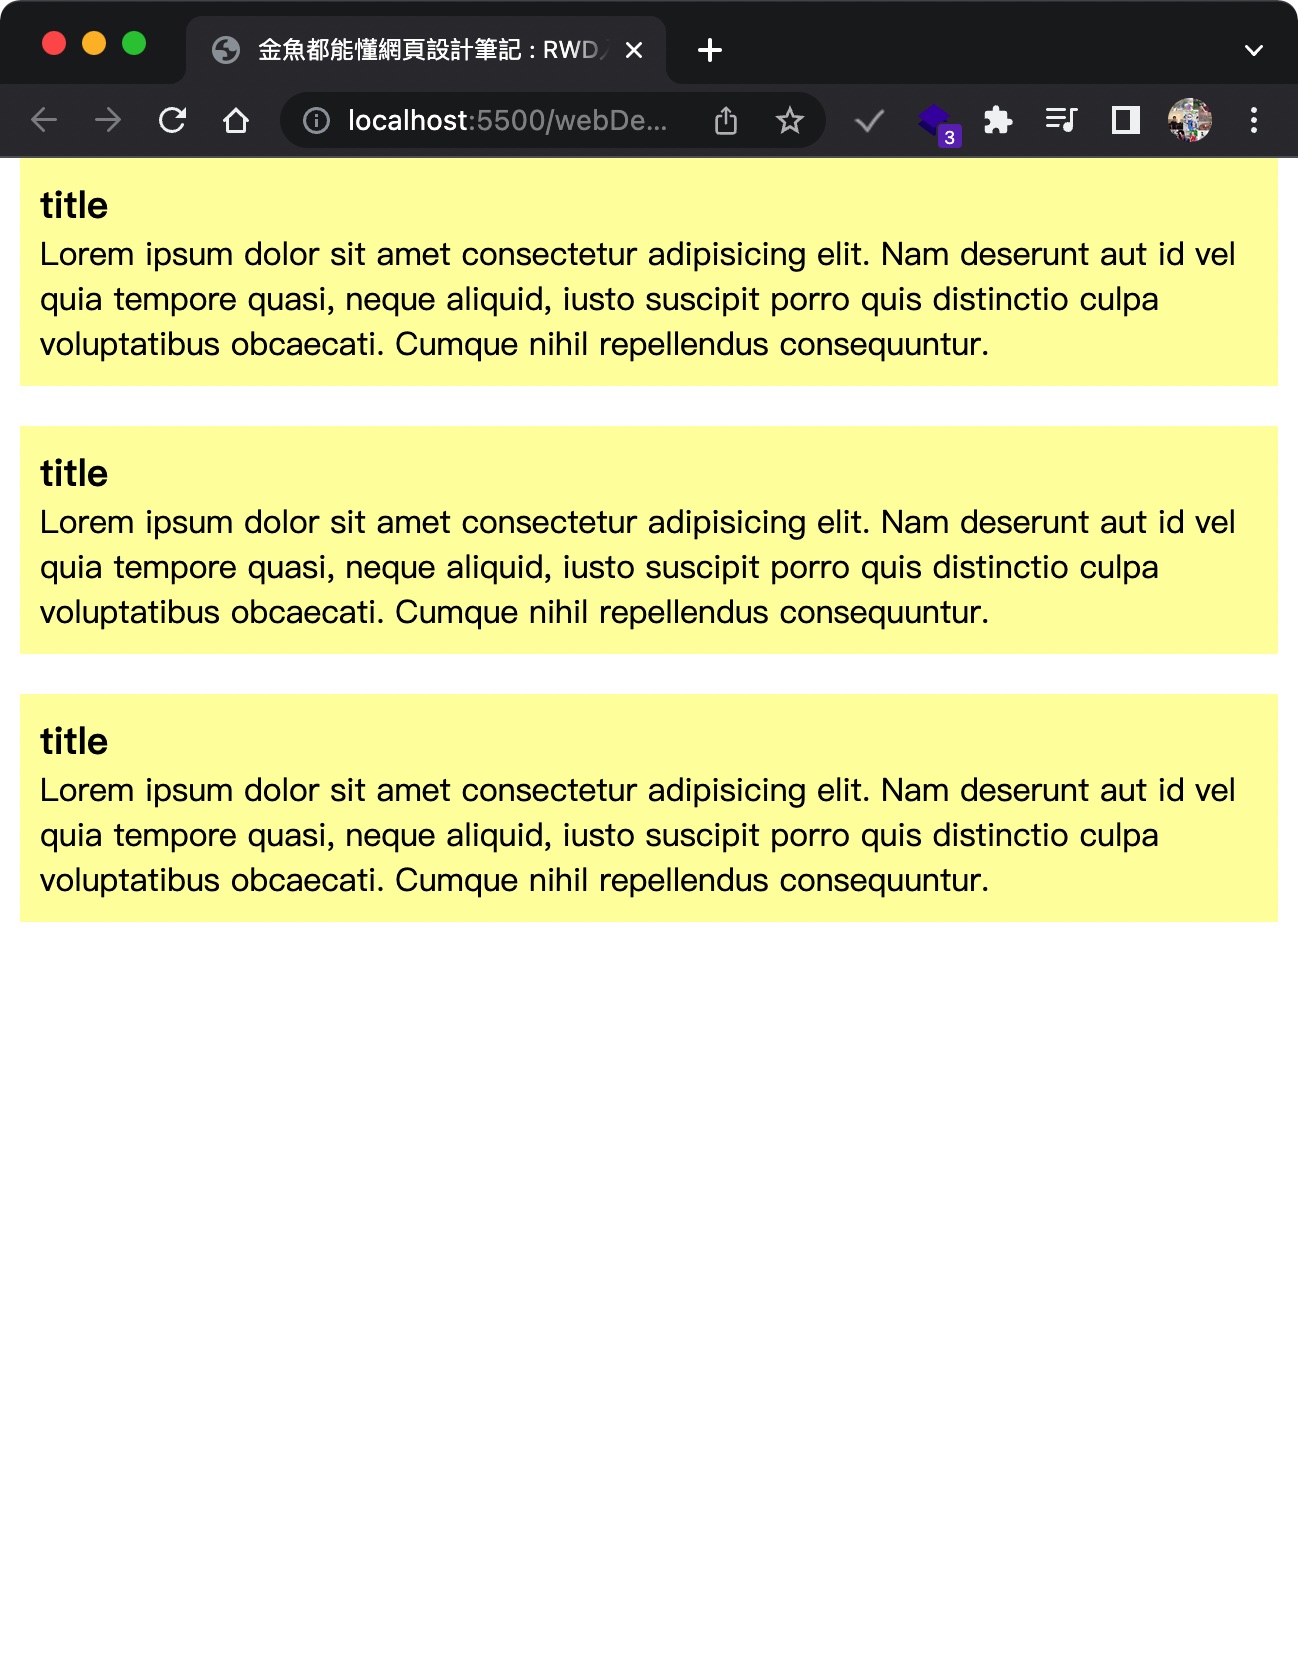 金魚都能懂網頁設計筆記 : RWD
localhost:5500/webDe...
3
title
Lorem ipsum dolor sit amet consectetur adipisicing elit. Nam deserunt aut id vel
quia tempore quasi, neque aliquid, iusto suscipit porro quis distinctio culpa
voluptatibus obcaecati. Cumque nihil repellendus consequuntur.
title
Lorem ipsum dolor sit amet consectetur adipisicing elit. Nam deserunt aut id vel
quia tempore quasi, neque aliquid, iusto suscipit porro quis distinctio culpa
voluptatibus obcaecati. Cumque nihil repellendus consequuntur.
title
Lorem ipsum dolor sit amet consectetur adipisicing elit. Nam deserunt aut id vel
quia tempore quasi, neque aliquid, iusto suscipit porro quis distinctio culpa
voluptatibus obcaecati. Cumque nihil repellendus consequuntur.